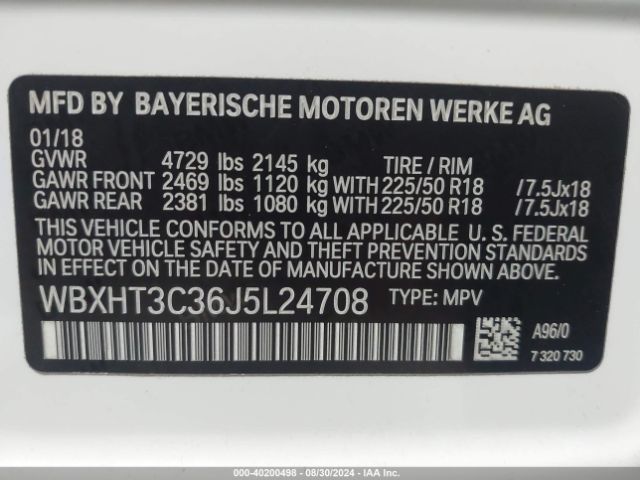 MFD BY BAYERISCHE MOTOREN WERKE AG
01/18
GVWR 4729 lbs 2145 kg TIRE / RIM
GAWR FRONT 2469 lbs 1120 kg WITH 225/50 R18 / 7.5Jx18
GAWR REAR 2381 lbs 1080 kg WITH 225/50 R18 / 7.5Jx18
THIS VEHICLE CONFORMS TO ALL APPLICABLE U. S. FEDERAL
MOTOR VEHICLE SAFETY AND THEFT PREVENTION STANDARDS
IN EFFECT ON THE DATE OF MANUFACTURE SHOWN ABOVE.
WBXHT3C36J5L24708 TYPE: MPV
A96/0
7 320 730
000-40200498 - 08/30/2024 - IAA Inc.